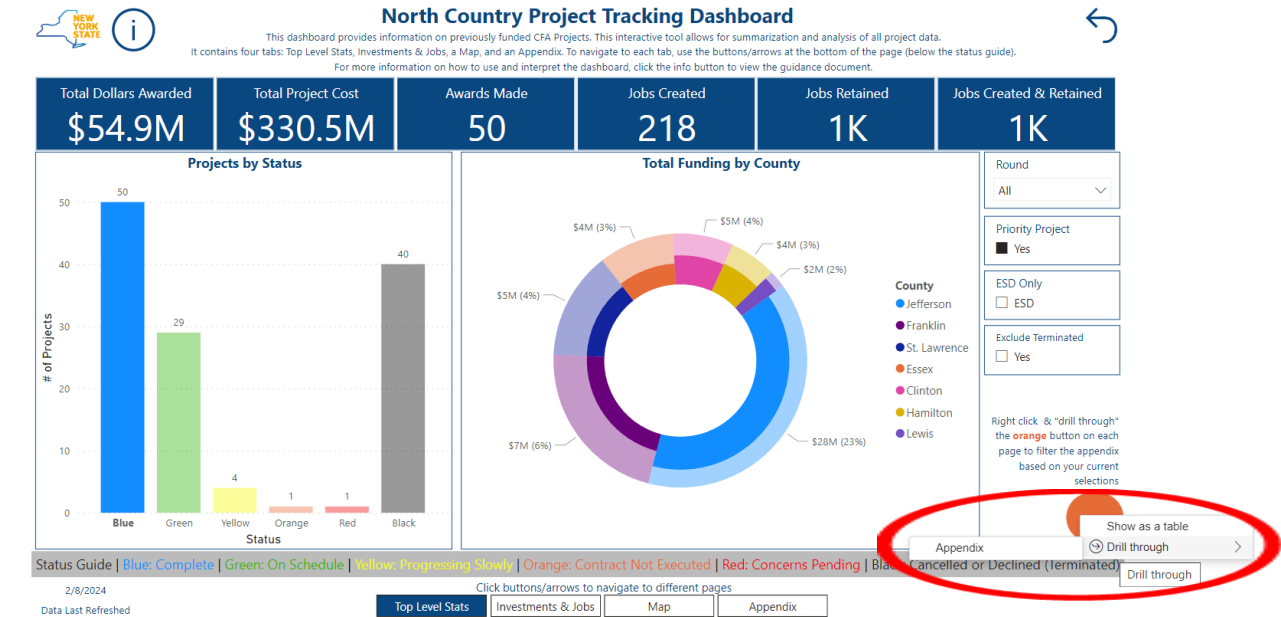 NEW
YORK
STATE
i
North Country Project Tracking Dashboard
This dashboard provides information on previously funded CFA Projects. This interactive tool allows for summarization and analysis of all project data.
It contains four tabs: Top Level Stats, Investments & Jobs, a Map, and an Appendix. To navigate to each tab, use the buttons/arrows at the bottom of the page (below the status guide).
For more information on how to use and interpret the dashboard, click the info button to view the guidance document.
Total Dollars Awarded
$54.9M
Total Project Cost
$330.5M
Awards Made
50
Jobs Created
218
Jobs Retained
1K
Jobs Created & Retained
1K
Projects by Status
# of Projects
50
40
30
20
10
0
50
29
4
1
1
40
Blue
Green
Yellow
Orange
Red
Black
Status
Total Funding by County
$4M (3%)
$5M (4%)
$4M (3%)
$2M (2%)
$5M (4%)
$7M (6%)
$28M (23%)
County
Jefferson
Franklin
St. Lawrence
Essex
Clinton
Hamilton
Lewis
Round
All
Priority Project
Yes
ESD Only
ESD
Exclude Terminated
Yes
Right click & "drill through"
the orange button on each
page to filter the appendix
based on your current
selections
Show as a table
Drill through
Appendix
Drill through
Status Guide | Blue: Complete | Green: On Schedule | Yellow: Progressing Slowly | Orange: Contract Not Executed | Red: Concerns Pending | Black: Cancelled or Declined (Terminated)
2/8/2024
Data Last Refreshed
Click buttons/arrows to navigate to different pages
Top Level Stats
Investments & Jobs
Map
Appendix